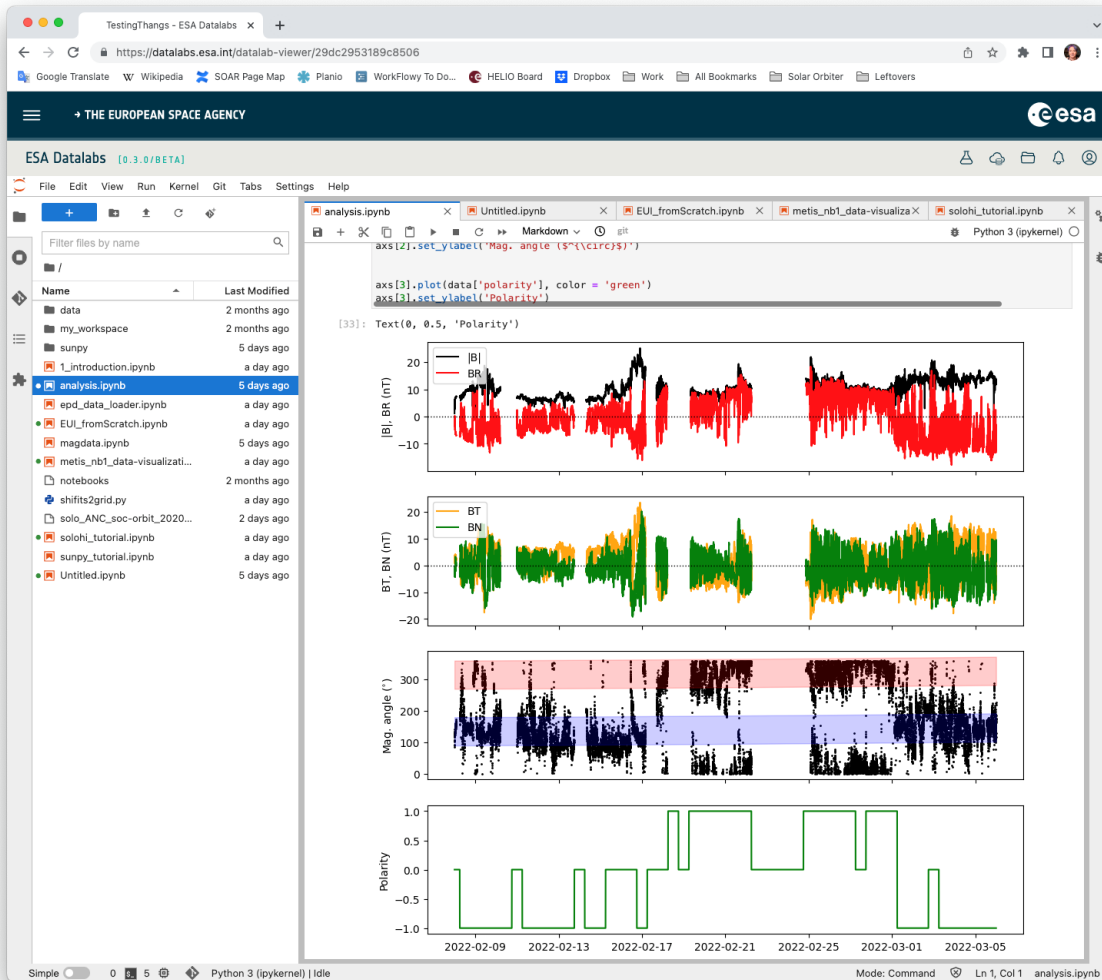 TestingThangs - ESA Datalabs
https://datalabs.esa.int/datalab-viewer/29dc2953189c8506
Google Translate Wikipedia SOAR Page Map Planio WorkFlowy To Do... HELIO Board Dropbox Work All Bookmarks Solar Orbiter Leftovers
→ THE EUROPEAN SPACE AGENCY
esa
ESA Datalabs [0.3.0/BETA]
File Edit View Run Kernel Git Tabs Settings Help
analysis.ipynb Untitled.ipynb EUI_fromScratch.ipynb metis_nb1_data-visualiza solohi_tutorial.ipynb
Markdown git Python 3 (ipykernel)
Filter files by name
/
Name Last Modified
data 2 months ago
my_workspace 2 months ago
sunpy 5 days ago
1_introduction.ipynb a day ago
analysis.ipynb 5 days ago
epd_data_loader.ipynb a day ago
EUI_fromScratch.ipynb a day ago
magdata.ipynb 5 days ago
metis_nb1_data-visualizati... a day ago
notebooks 2 months ago
shifits2grid.py a day ago
solo_ANC_soc-orbit_2020... 2 days ago
solohi_tutorial.ipynb a day ago
sunpy_tutorial.ipynb a day ago
Untitled.ipynb 5 days ago
axs[2].set_ylabel('Mag. angle ($^{\circ}$)')
axs[3].plot(data['polarity'], color = 'green')
axs[3].set_ylabel('Polarity')
[33]: Text(0, 0.5, 'Polarity')
|B|
BR
|B|, BR (nT)
20
10
0
−10
BT
BN
BT, BN (nT)
20
10
0
−10
−20
Mag. angle (°)
300
200
100
0
Polarity
1.0
0.5
0.0
−0.5
−1.0
2022-02-09 2022-02-13 2022-02-17 2022-02-21 2022-02-25 2022-03-01 2022-03-05
Simple 0 5 Python 3 (ipykernel) | Idle Mode: Command Ln 1, Col 1 analysis.ipynb